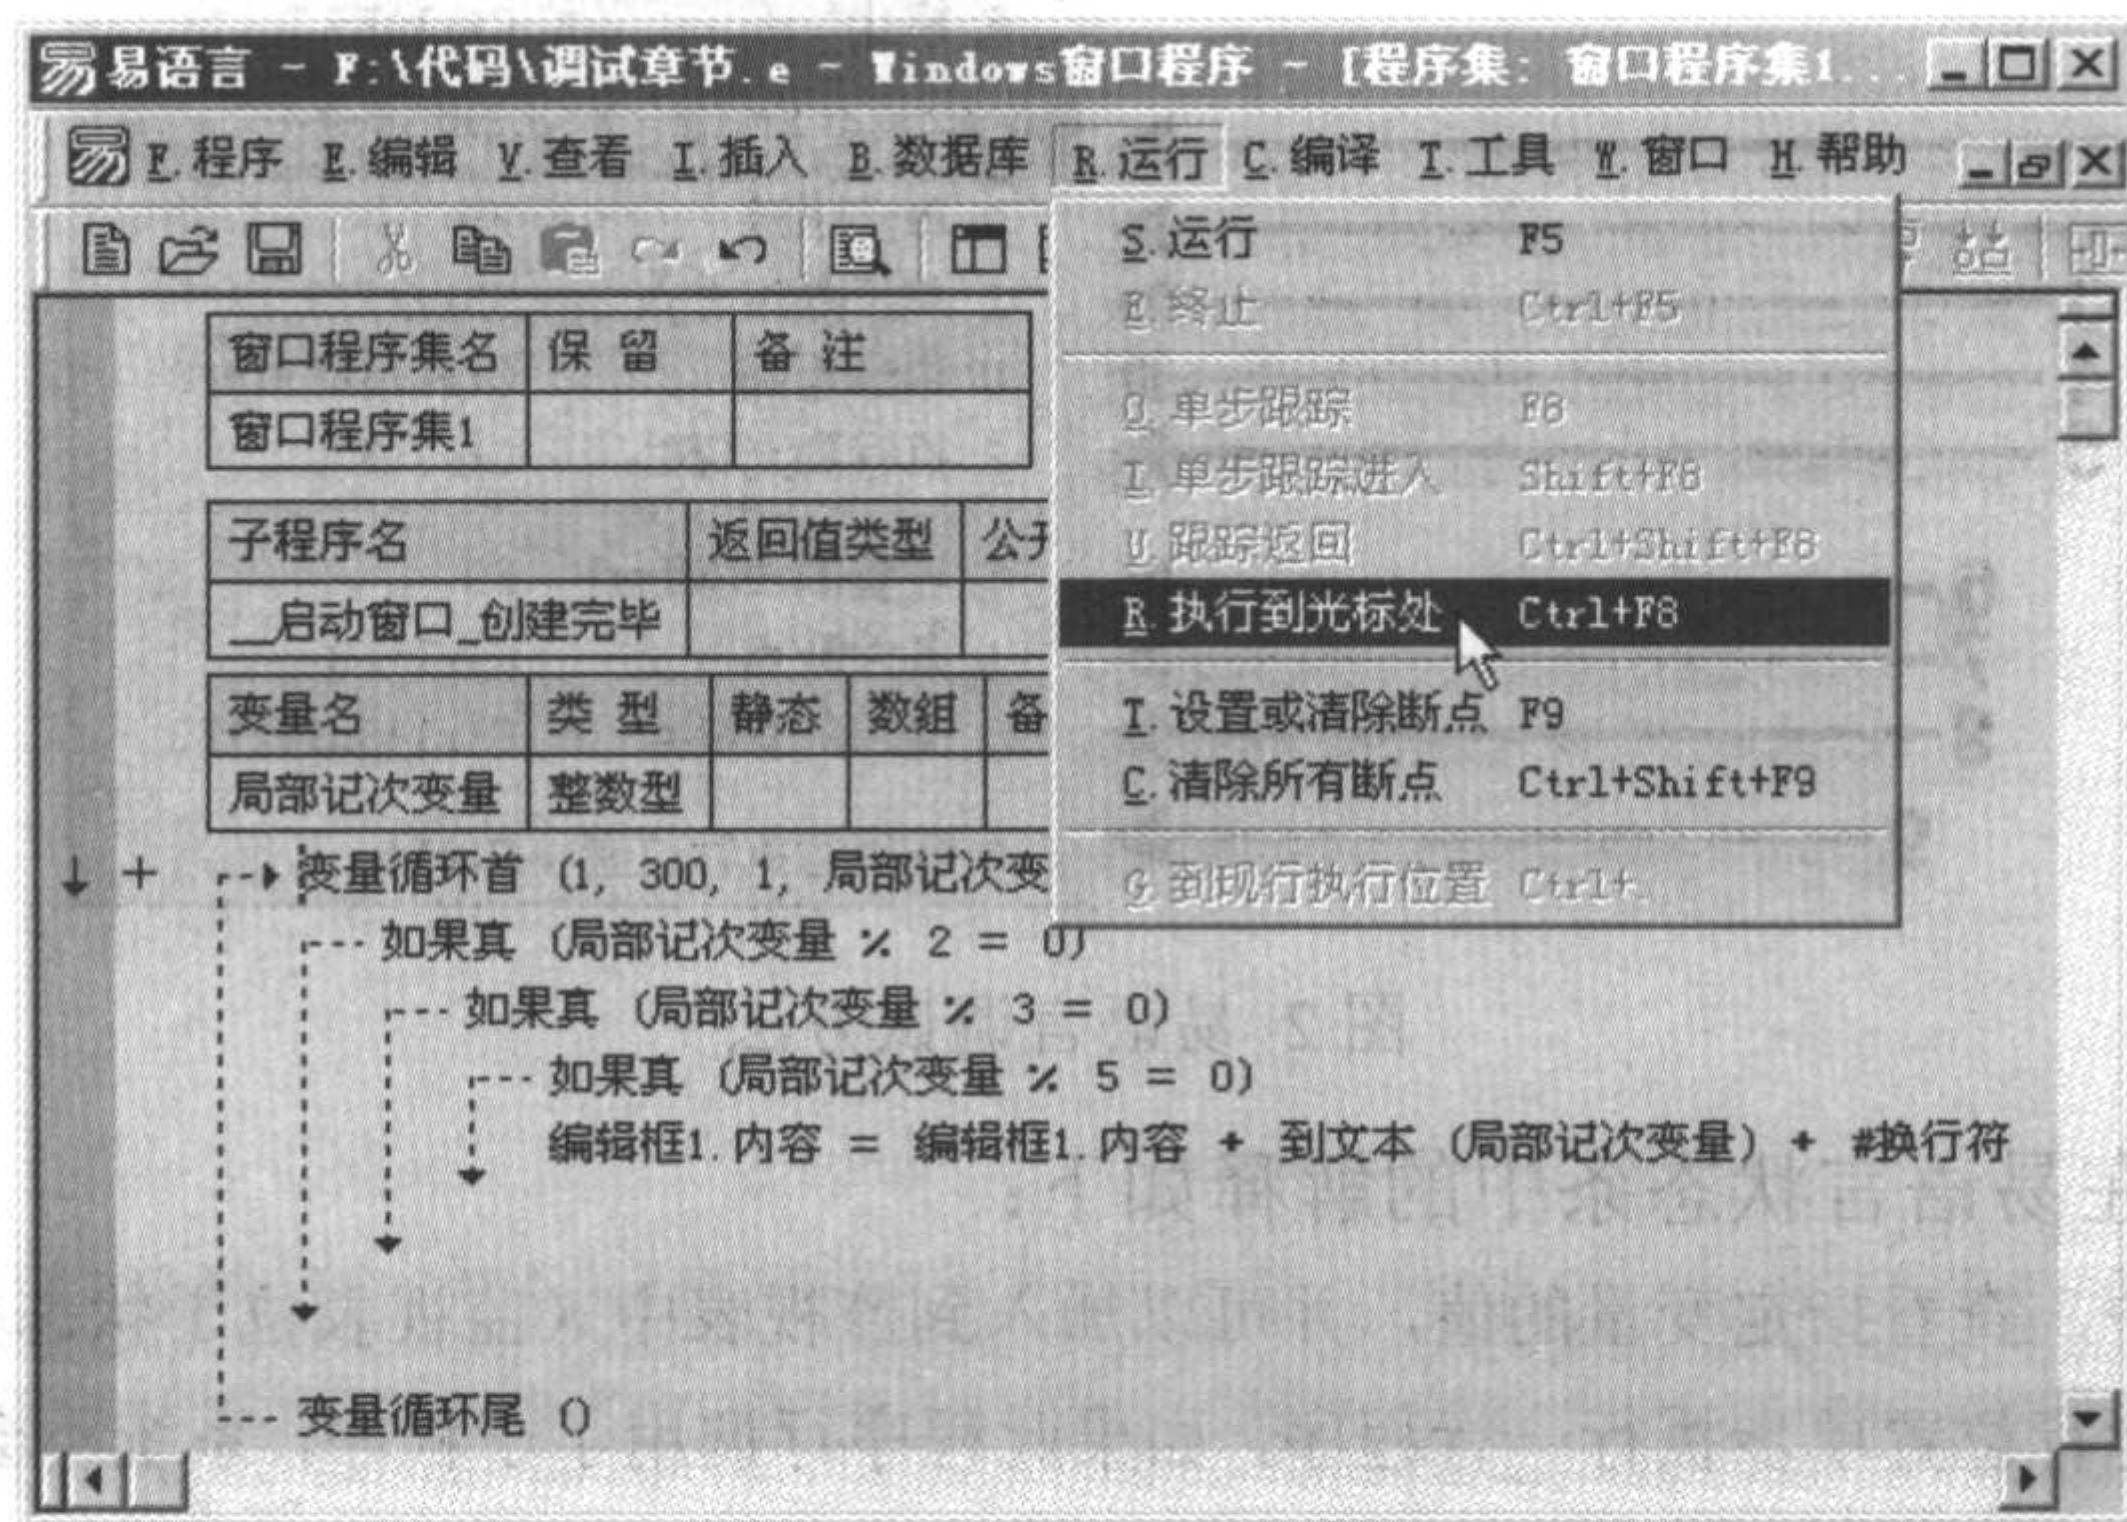 易语言 - F:\代码\调试章节.e - Windows窗口程序 - [程序集: 窗口程序集1...
F.程序 E.编辑 V.查看 I.插入 B.数据库 R.运行 C.编译 T.工具 W.窗口 H.帮助
S.运行 F5
E.终止 Ctrl+F5
O.单步跟踪 F8
I.单步跟踪进入 Shift+F8
U.跟踪返回 Ctrl+Shift+F8
R.执行到光标处 Ctrl+F8
T.设置或清除断点 F9
C.清除所有断点 Ctrl+Shift+F9
G.到现行执行位置 Ctrl+.
窗口程序集名 保 留 备 注
窗口程序集1
子程序名 返回值类型 公开
__启动窗口_创建完毕
变量名 类 型 静态 数组 备
局部记次变量 整数型
变量循环首 (1, 300, 1, 局部记次变
如果真 (局部记次变量 % 2 = 0)
如果真 (局部记次变量 % 3 = 0)
如果真 (局部记次变量 % 5 = 0)
编辑框1.内容 = 编辑框1.内容 + 到文本 (局部记次变量) + #换行符
变量循环尾 ()